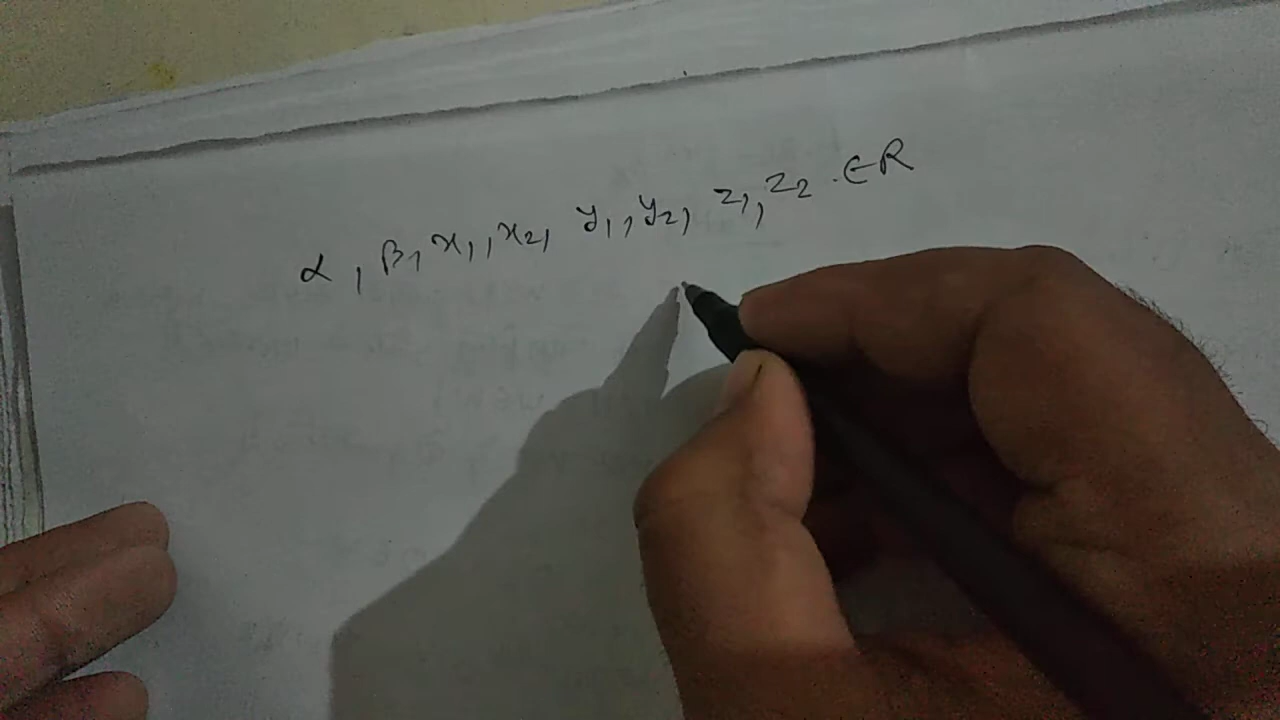 α, β, x₁, x₂, y₁, y₂, z₁, z₂ ∈ R